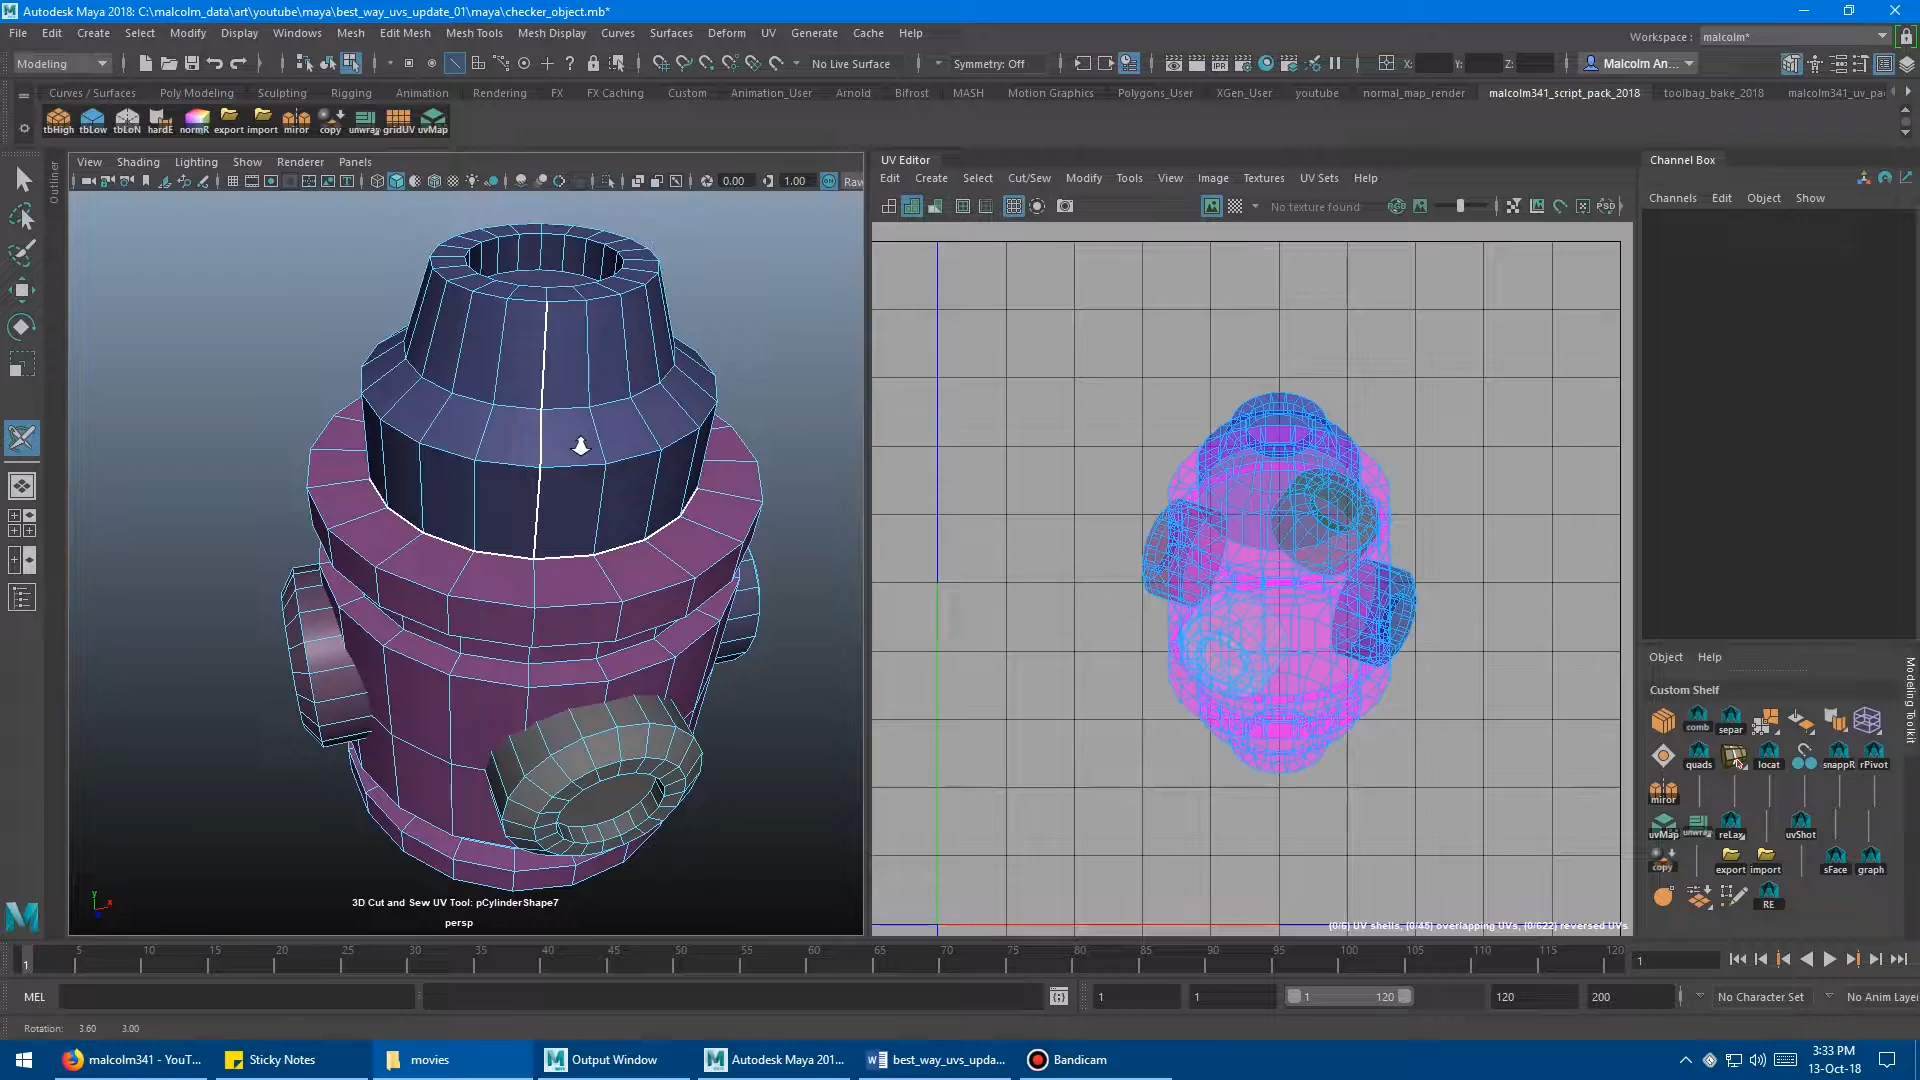 Autodesk Maya 2018: C:\malcolm_data\art\youtube\maya\best_way_uvs_update_01\maya\checker_object.mb*
File Edit Create Select Modify Display Windows Mesh Edit Mesh Mesh Tools Mesh Display Curves Surfaces Deform UV Generate Cache Help
Workspace : malcolm*
Modeling No Live Surface Symmetry: Off X: Y: Z: Malcolm An...
Curves / Surfaces Poly Modeling Sculpting Rigging Animation Rendering FX FX Caching Custom Animation_User Arnold Bifrost MASH Motion Graphics Polygons_User XGen_User youtube normal_map_render malcolm341_script_pack_2018 toolbag_bake_2018 malcolm341_uv_pa
tbHigh tbLow tbLoN hardE normR export import miror copy unwra gridUV uvMap
Outliner
View Shading Lighting Show Renderer Panels
0.00 1.00 Raw
3D Cut and Sew UV Tool: pCylinderShape7
persp
UV Editor
Edit Create Select Cut/Sew Modify Tools View Image Textures UV Sets Help
No texture found
(0/6) UV shells, (0/45) overlapping UVs, (0/622) reversed UVs
Channel Box
Channels Edit Object Show
Object Help
Custom Shelf
comb separ
quads locat snappR rPivot
miror
uvMap unwra reLax uvShot
copy export import sFace graph
RE
Modeling Toolkit
5 10 15 20 25 30 35 40 45 50 55 60 65 70 75 80 85 90 95 100 105 110 115 120
1 1
MEL 1 1 1 120 120 200 No Character Set No Anim Layer
Rotation: 3.60 3.00
malcolm341 - YouT... Sticky Notes movies Output Window Autodesk Maya 201... best_way_uvs_upda... Bandicam
3:33 PM
13-Oct-18